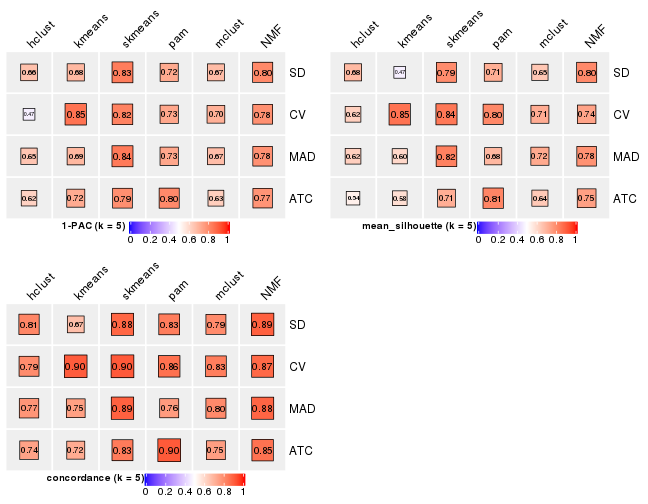 hclust kmeans skmeans pam mclust NMF
0.66 0.68 0.83 0.72 0.67 0.80 SD
0.47 0.85 0.82 0.73 0.70 0.78 CV
0.65 0.69 0.84 0.73 0.67 0.78 MAD
0.62 0.72 0.79 0.80 0.63 0.77 ATC
1-PAC (k = 5)
0 0.2 0.4 0.6 0.8 1
hclust kmeans skmeans pam mclust NMF
0.68 0.47 0.79 0.71 0.65 0.80 SD
0.62 0.85 0.84 0.80 0.71 0.74 CV
0.62 0.60 0.82 0.68 0.72 0.78 MAD
0.54 0.58 0.71 0.81 0.64 0.75 ATC
mean_silhouette (k = 5)
0 0.2 0.4 0.6 0.8 1
hclust kmeans skmeans pam mclust NMF
0.81 0.67 0.88 0.83 0.79 0.89 SD
0.79 0.90 0.90 0.86 0.83 0.87 CV
0.77 0.75 0.89 0.76 0.80 0.88 MAD
0.74 0.72 0.83 0.90 0.75 0.85 ATC
concordance (k = 5)
0 0.2 0.4 0.6 0.8 1